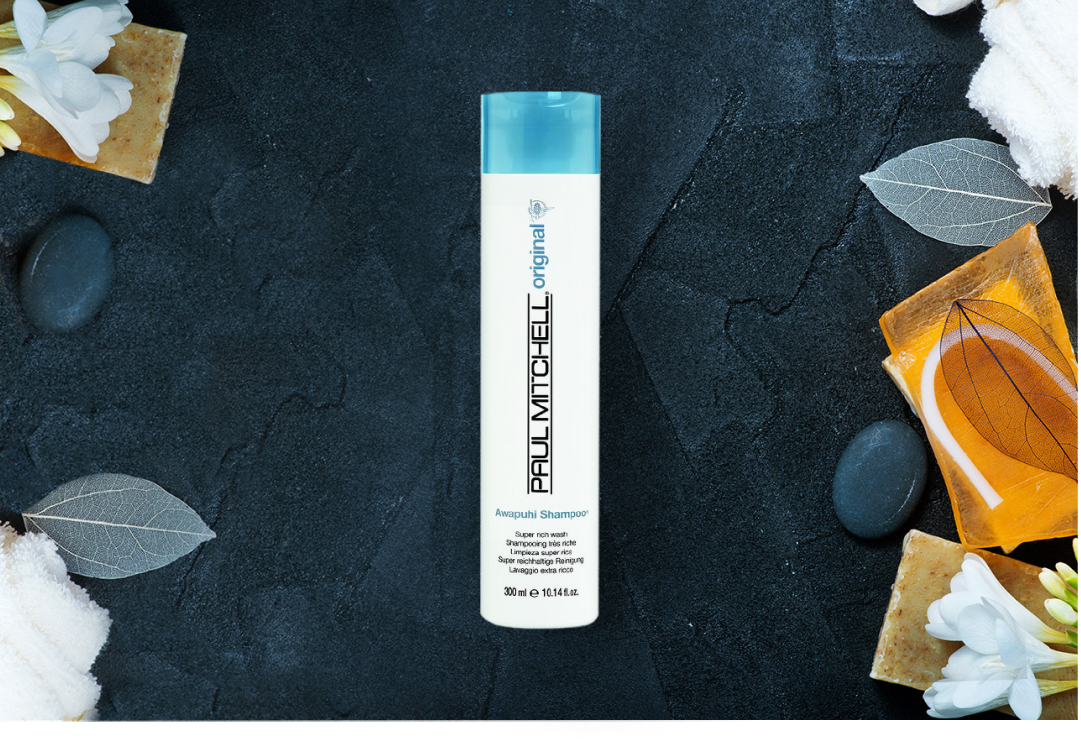 original
PAUL MITCHELL®
Awapuhi Shampoo®
Super rich wash
Shampooing très riche
Limpieza super rica
Super reichhaltige Reinigung
Lavaggio extra ricco
300 ml ℮ 10.14 fl.oz.